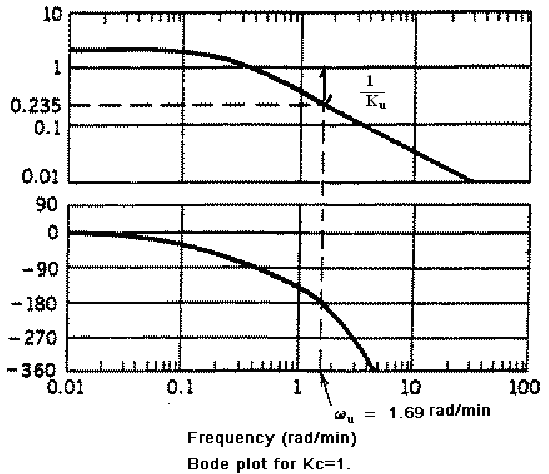 10
1
0.235
0.1
0.01
1
Ku
90
0
-90
-180
-270
-360
0.01 0.1 1 10 100
ωu = 1.69 rad/min
Frequency (rad/min)
Bode plot for Kc=1.